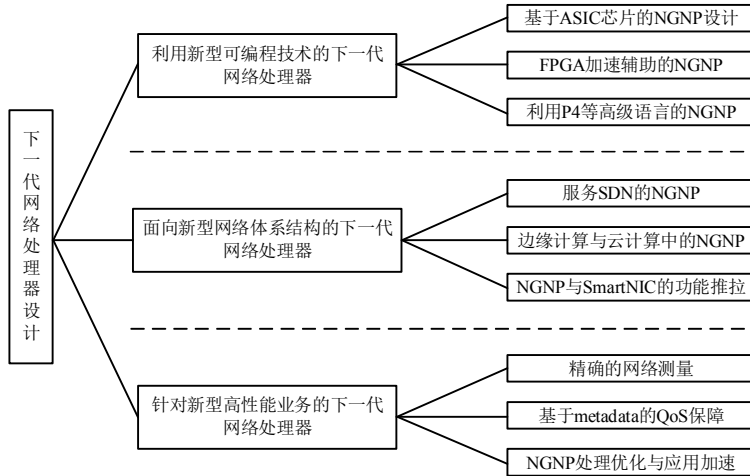 下一代网络处理器设计
利用新型可编程技术的下一代
网络处理器
基于ASIC芯片的NGNP设计
FPGA加速辅助的NGNP
利用P4等高级语言的NGNP
面向新型网络体系结构的下一代
网络处理器
服务SDN的NGNP
边缘计算与云计算中的NGNP
NGNP与SmartNIC的功能推拉
针对新型高性能业务的下一代
网络处理器
精确的网络测量
基于metadata的QoS保障
NGNP处理优化与应用加速